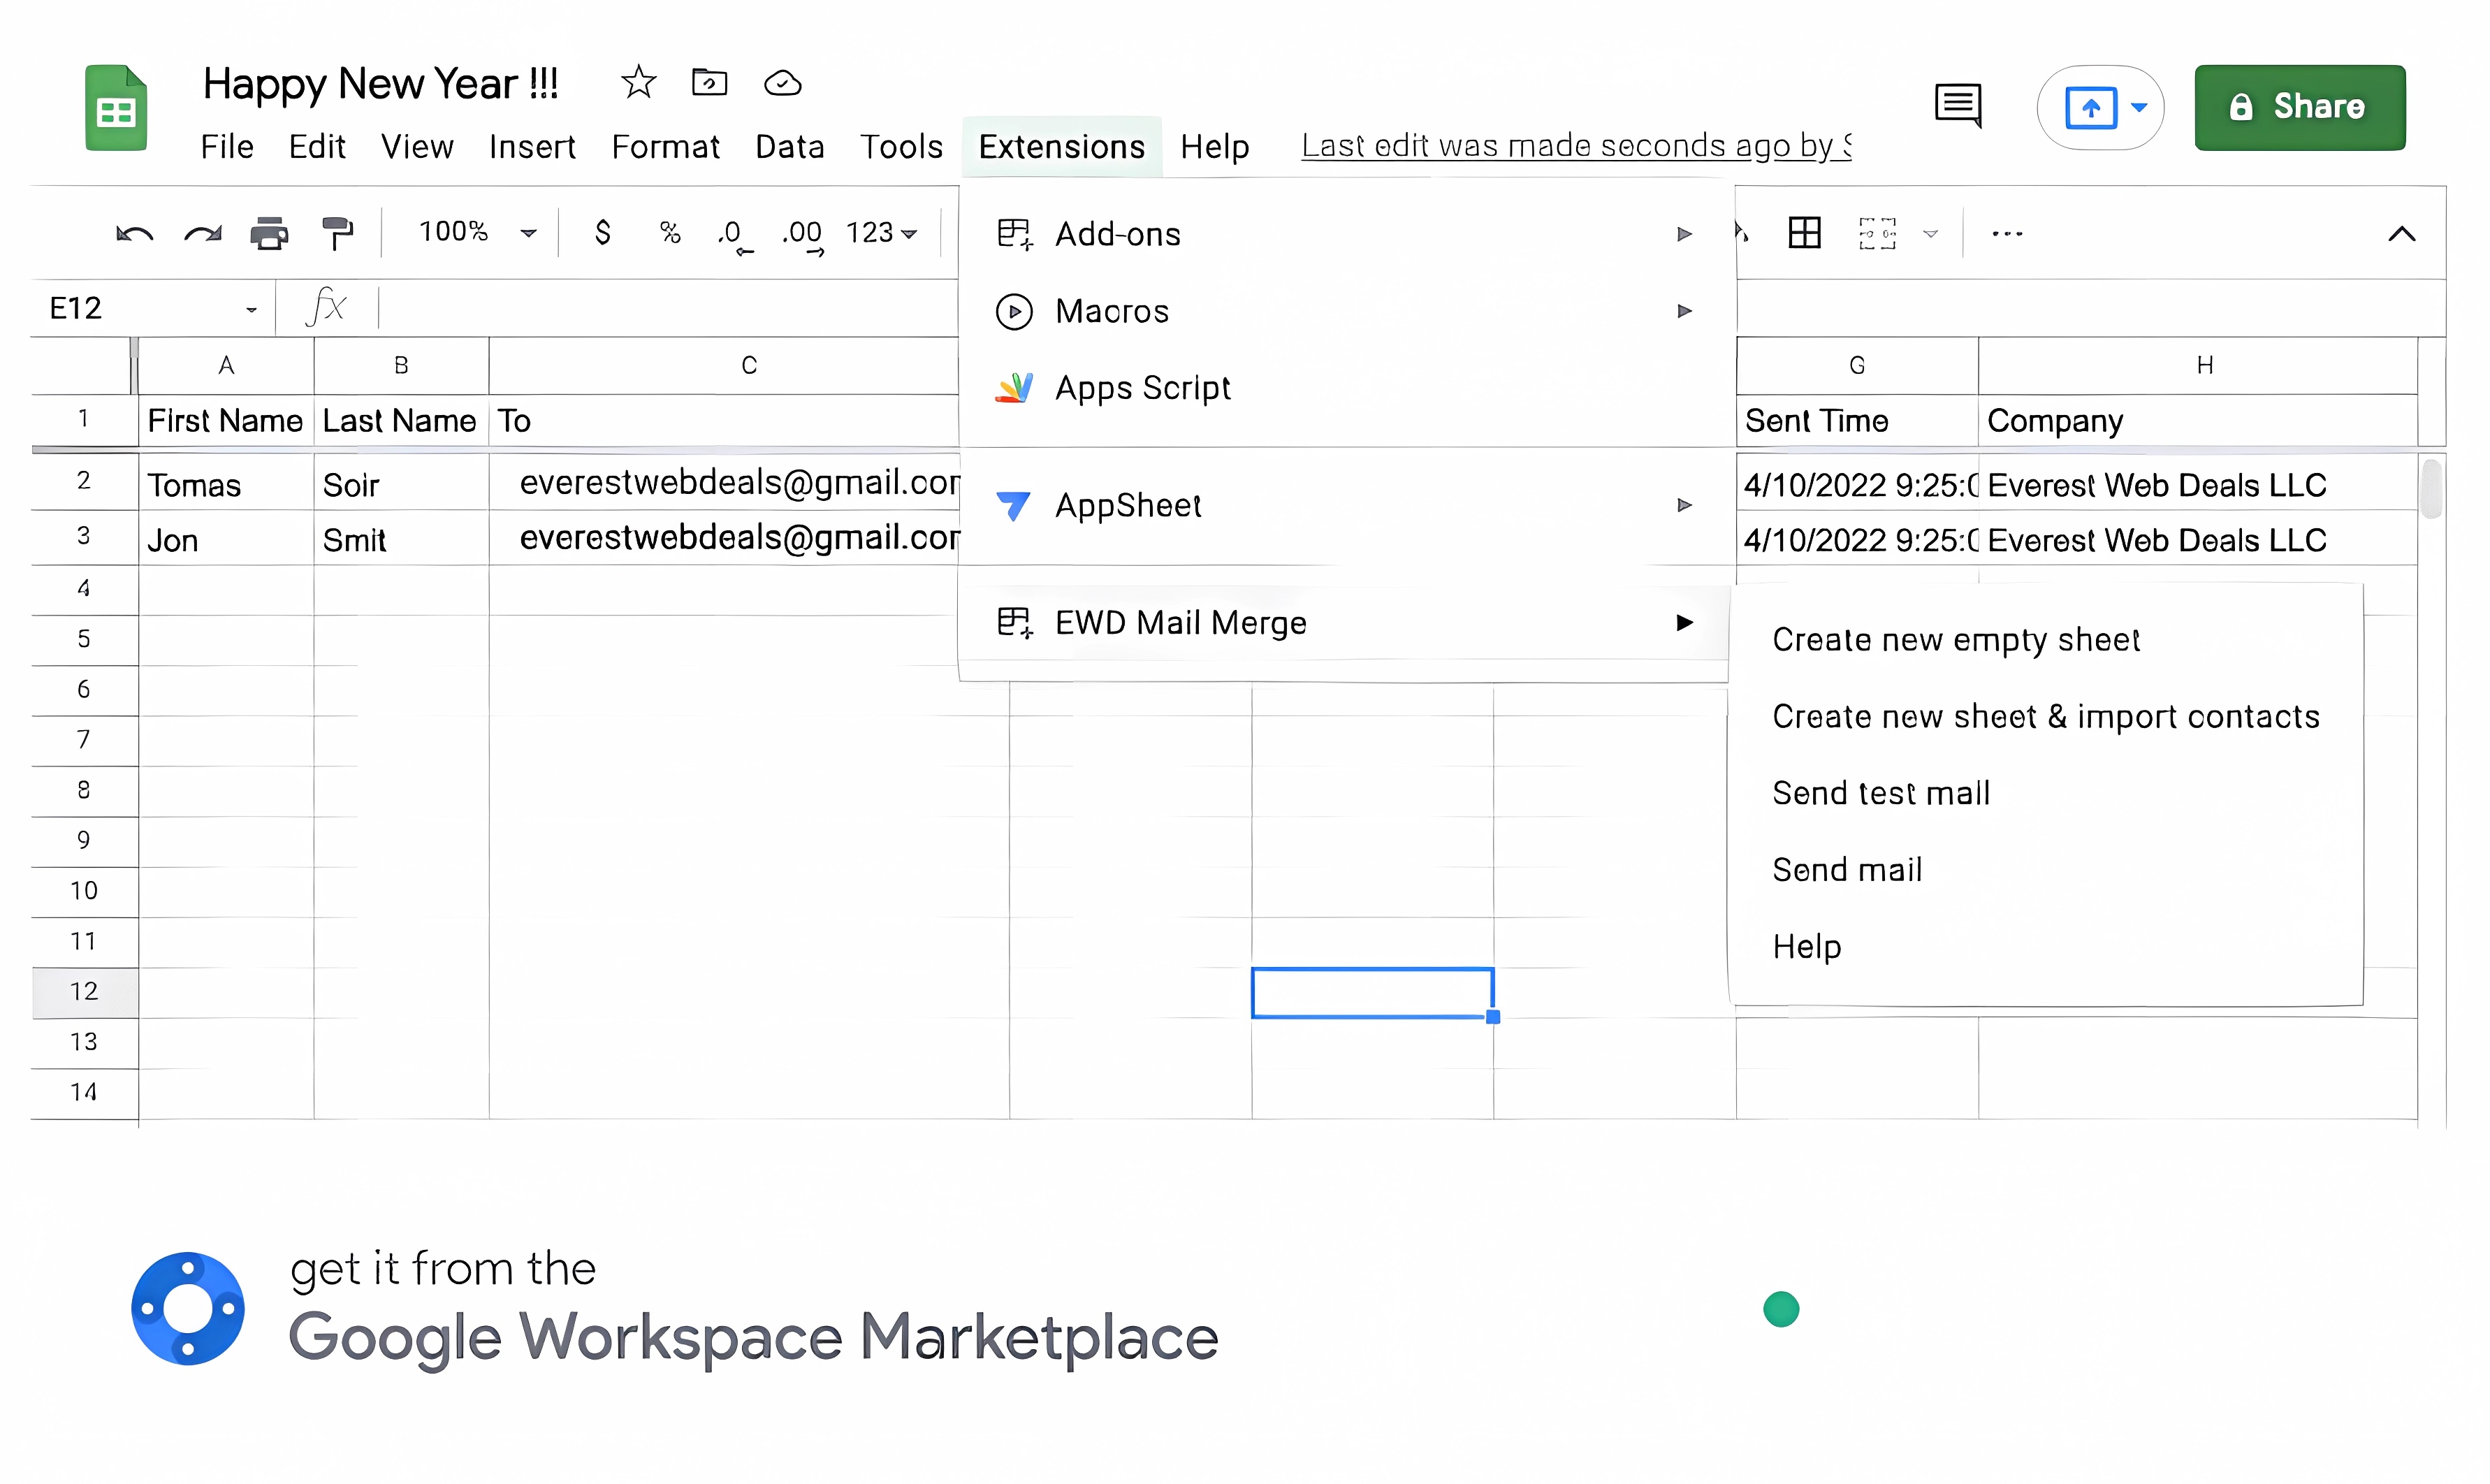 Happy New Year !!!
File Edit View Insert Format Data Tools Extensions Help Last edit was made seconds ago by S
Share
100% $ % .0 .00 123
E12 fx
Add-ons
Macros
Apps Script
AppSheet
EWD Mail Merge
A B C G H
1 First Name Last Name To Sent Time Company
2 Tomas Soir everestwebdeals@gmail.com 4/10/2022 9:25:0 Everest Web Deals LLC
3 Jon Smit everestwebdeals@gmail.com 4/10/2022 9:25:0 Everest Web Deals LLC
4
5
6
7
8
9
10
11
12
13
14
Create new empty sheet
Create new sheet & import contacts
Send test mail
Send mail
Help
get it from the
Google Workspace Marketplace